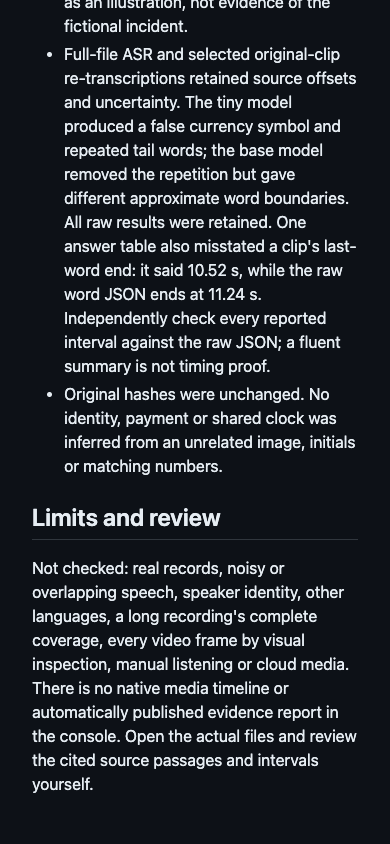 as an illustration, not evidence of the
fictional incident.
• Full-file ASR and selected original-clip
re-transcriptions retained source offsets
and uncertainty. The tiny model
produced a false currency symbol and
repeated tail words; the base model
removed the repetition but gave
different approximate word boundaries.
All raw results were retained. One
answer table also misstated a clip's last-
word end: it said 10.52 s, while the raw
word JSON ends at 11.24 s.
Independently check every reported
interval against the raw JSON; a fluent
summary is not timing proof.
• Original hashes were unchanged. No
identity, payment or shared clock was
inferred from an unrelated image, initials
or matching numbers.
Limits and review
Not checked: real records, noisy or
overlapping speech, speaker identity, other
languages, a long recording's complete
coverage, every video frame by visual
inspection, manual listening or cloud media.
There is no native media timeline or
automatically published evidence report in
the console. Open the actual files and review
the cited source passages and intervals
yourself.